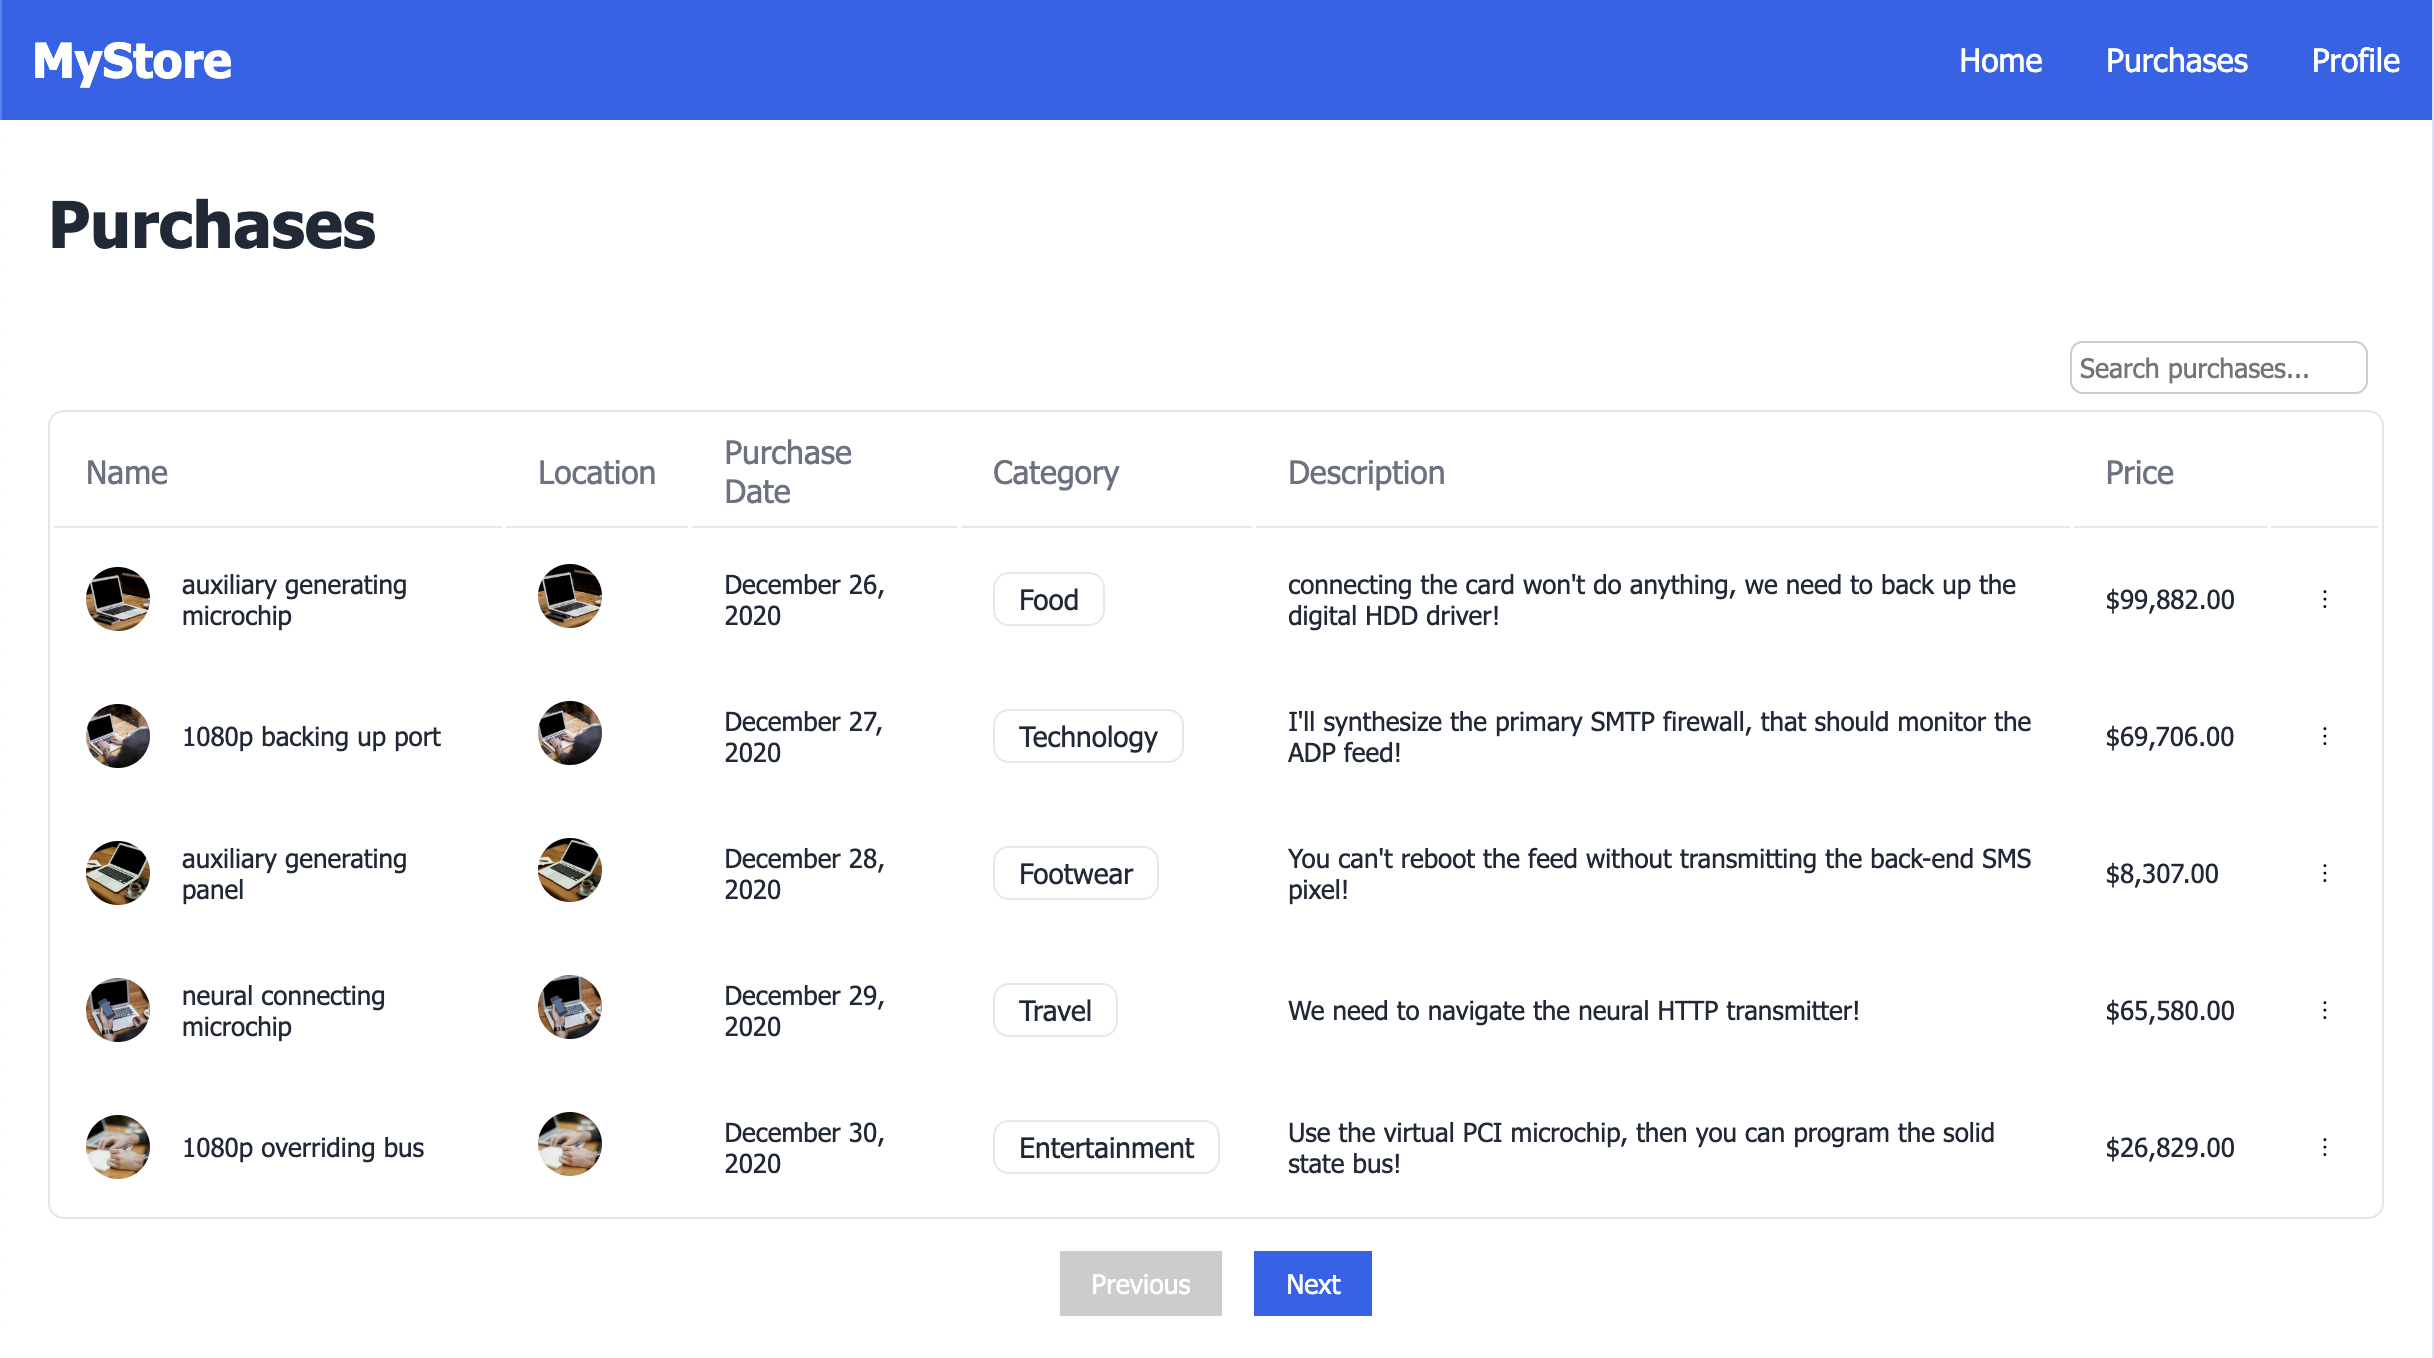 MyStore
Home Purchases Profile
Purchases
Search purchases...
Name Location Purchase Date Category Description Price
auxiliary generating
microchip
December 26,
2020
Food
connecting the card won't do anything, we need to back up the
digital HDD driver!
$99,882.00
1080p backing up port
December 27,
2020
Technology
I'll synthesize the primary SMTP firewall, that should monitor the
ADP feed!
$69,706.00
auxiliary generating
panel
December 28,
2020
Footwear
You can't reboot the feed without transmitting the back-end SMS
pixel!
$8,307.00
neural connecting
microchip
December 29,
2020
Travel
We need to navigate the neural HTTP transmitter!
$65,580.00
1080p overriding bus
December 30,
2020
Entertainment
Use the virtual PCI microchip, then you can program the solid
state bus!
$26,829.00
Previous Next